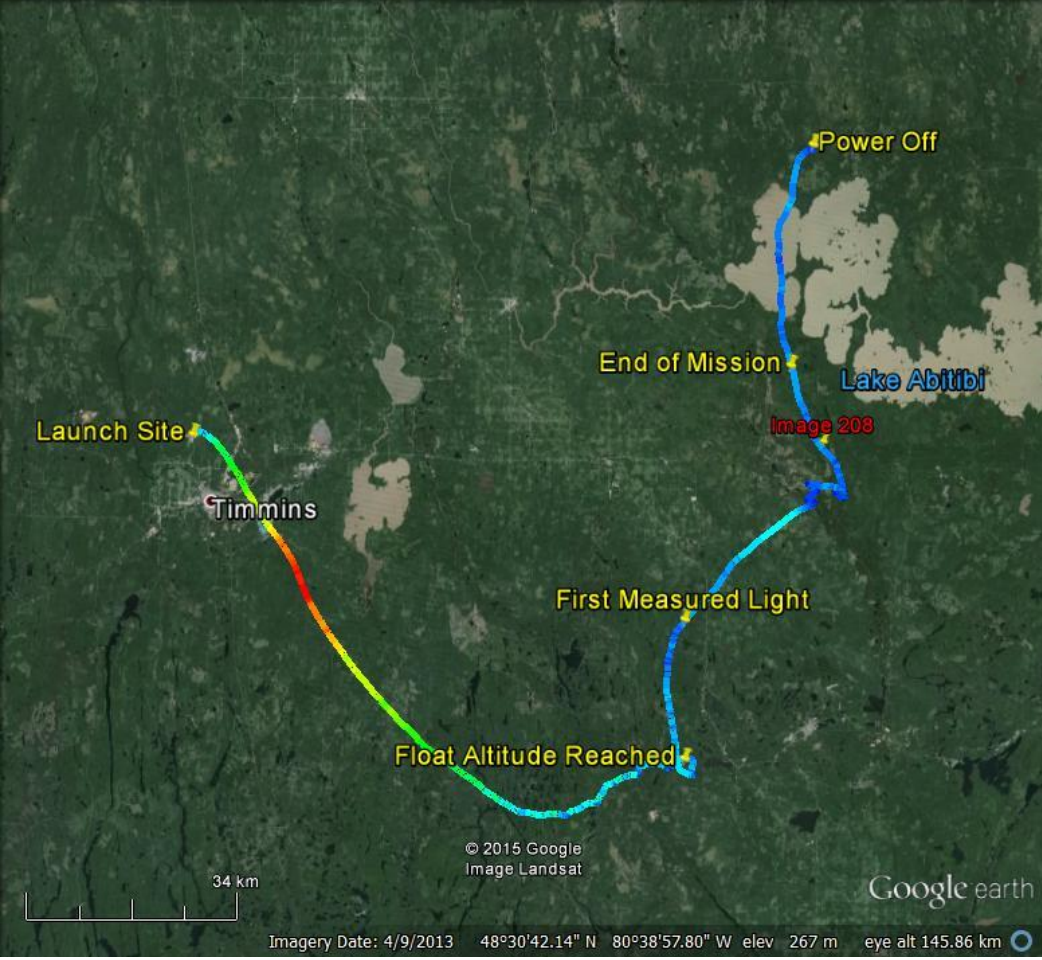 Power Off
End of Mission
Lake Abitibi
Image 208
Launch Site
Timmins
First Measured Light
Float Altitude Reached
© 2015 Google
Image Landsat
34 km
Google earth
Imagery Date: 4/9/2013 48°30'42.14" N 80°38'57.80" W elev 267 m eye alt 145.86 km